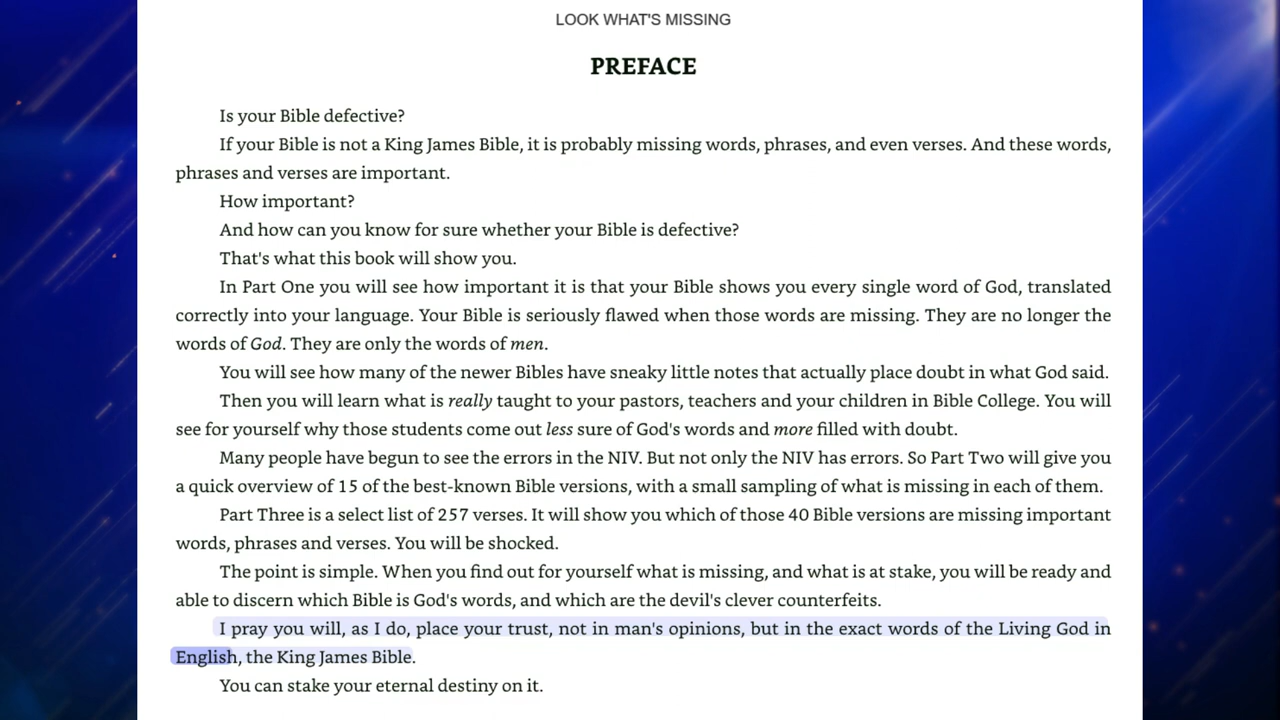 LOOK WHAT'S MISSING
PREFACE
Is your Bible defective?
If your Bible is not a King James Bible, it is probably missing words, phrases, and even verses. And these words,
phrases and verses are important.
How important?
And how can you know for sure whether your Bible is defective?
That's what this book will show you.
In Part One you will see how important it is that your Bible shows you every single word of God, translated
correctly into your language. Your Bible is seriously flawed when those words are missing. They are no longer the
words of God. They are only the words of men.
You will see how many of the newer Bibles have sneaky little notes that actually place doubt in what God said.
Then you will learn what is really taught to your pastors, teachers and your children in Bible College. You will
see for yourself why those students come out less sure of God's words and more filled with doubt.
Many people have begun to see the errors in the NIV. But not only the NIV has errors. So Part Two will give you
a quick overview of 15 of the best-known Bible versions, with a small sampling of what is missing in each of them.
Part Three is a select list of 257 verses. It will show you which of those 40 Bible versions are missing important
words, phrases and verses. You will be shocked.
The point is simple. When you find out for yourself what is missing, and what is at stake, you will be ready and
able to discern which Bible is God's words, and which are the devil's clever counterfeits.
I pray you will, as I do, place your trust, not in man's opinions, but in the exact words of the Living God in
English, the King James Bible.
You can stake your eternal destiny on it.